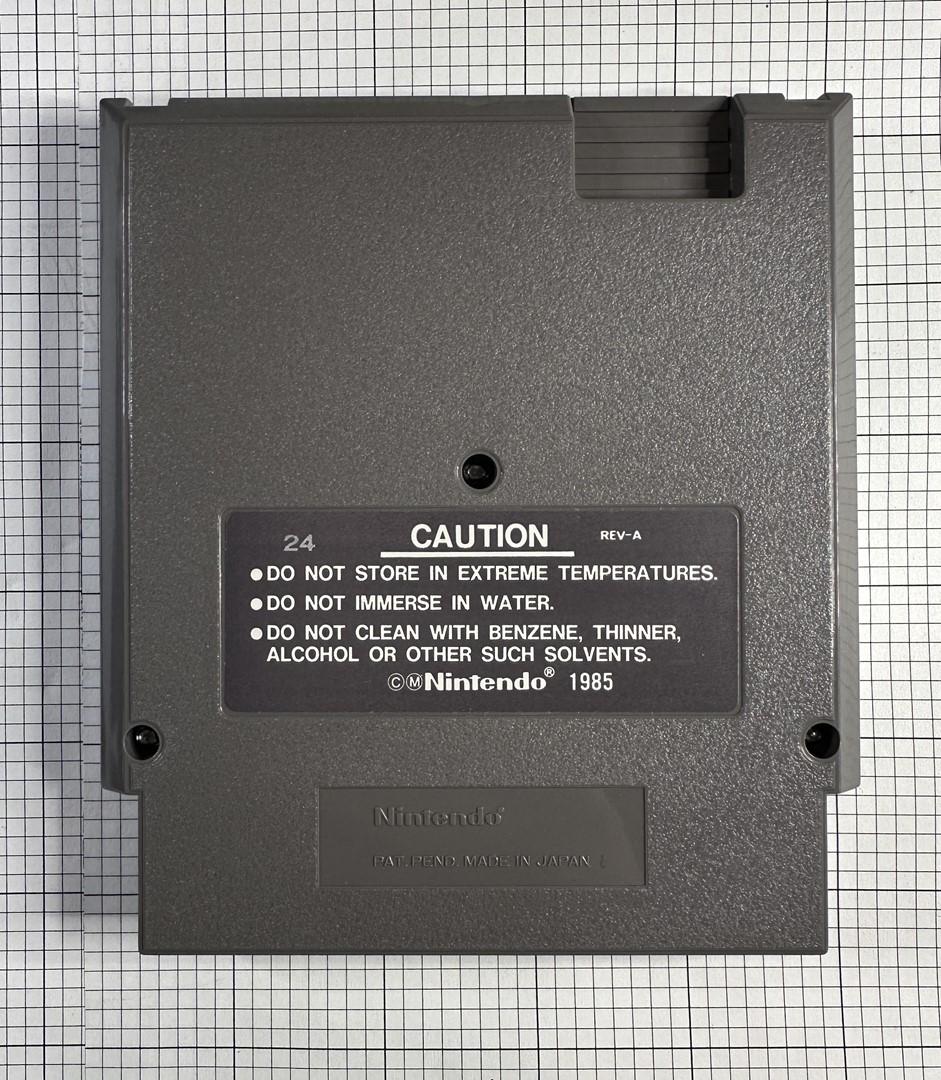 24 CAUTION REV-A
●DO NOT STORE IN EXTREME TEMPERATURES.
●DO NOT IMMERSE IN WATER.
●DO NOT CLEAN WITH BENZENE, THINNER,
ALCOHOL OR OTHER SUCH SOLVENTS.
©ⓂNintendo® 1985
Nintendo®
PAT. PEND. MADE IN JAPAN